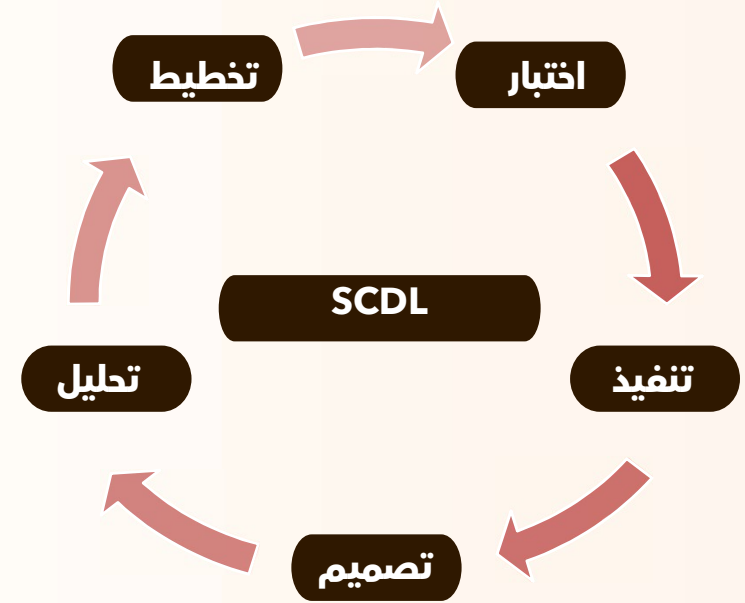 تخطيط
اختبار
SCDL
تحليل
تنفيذ
تصميم